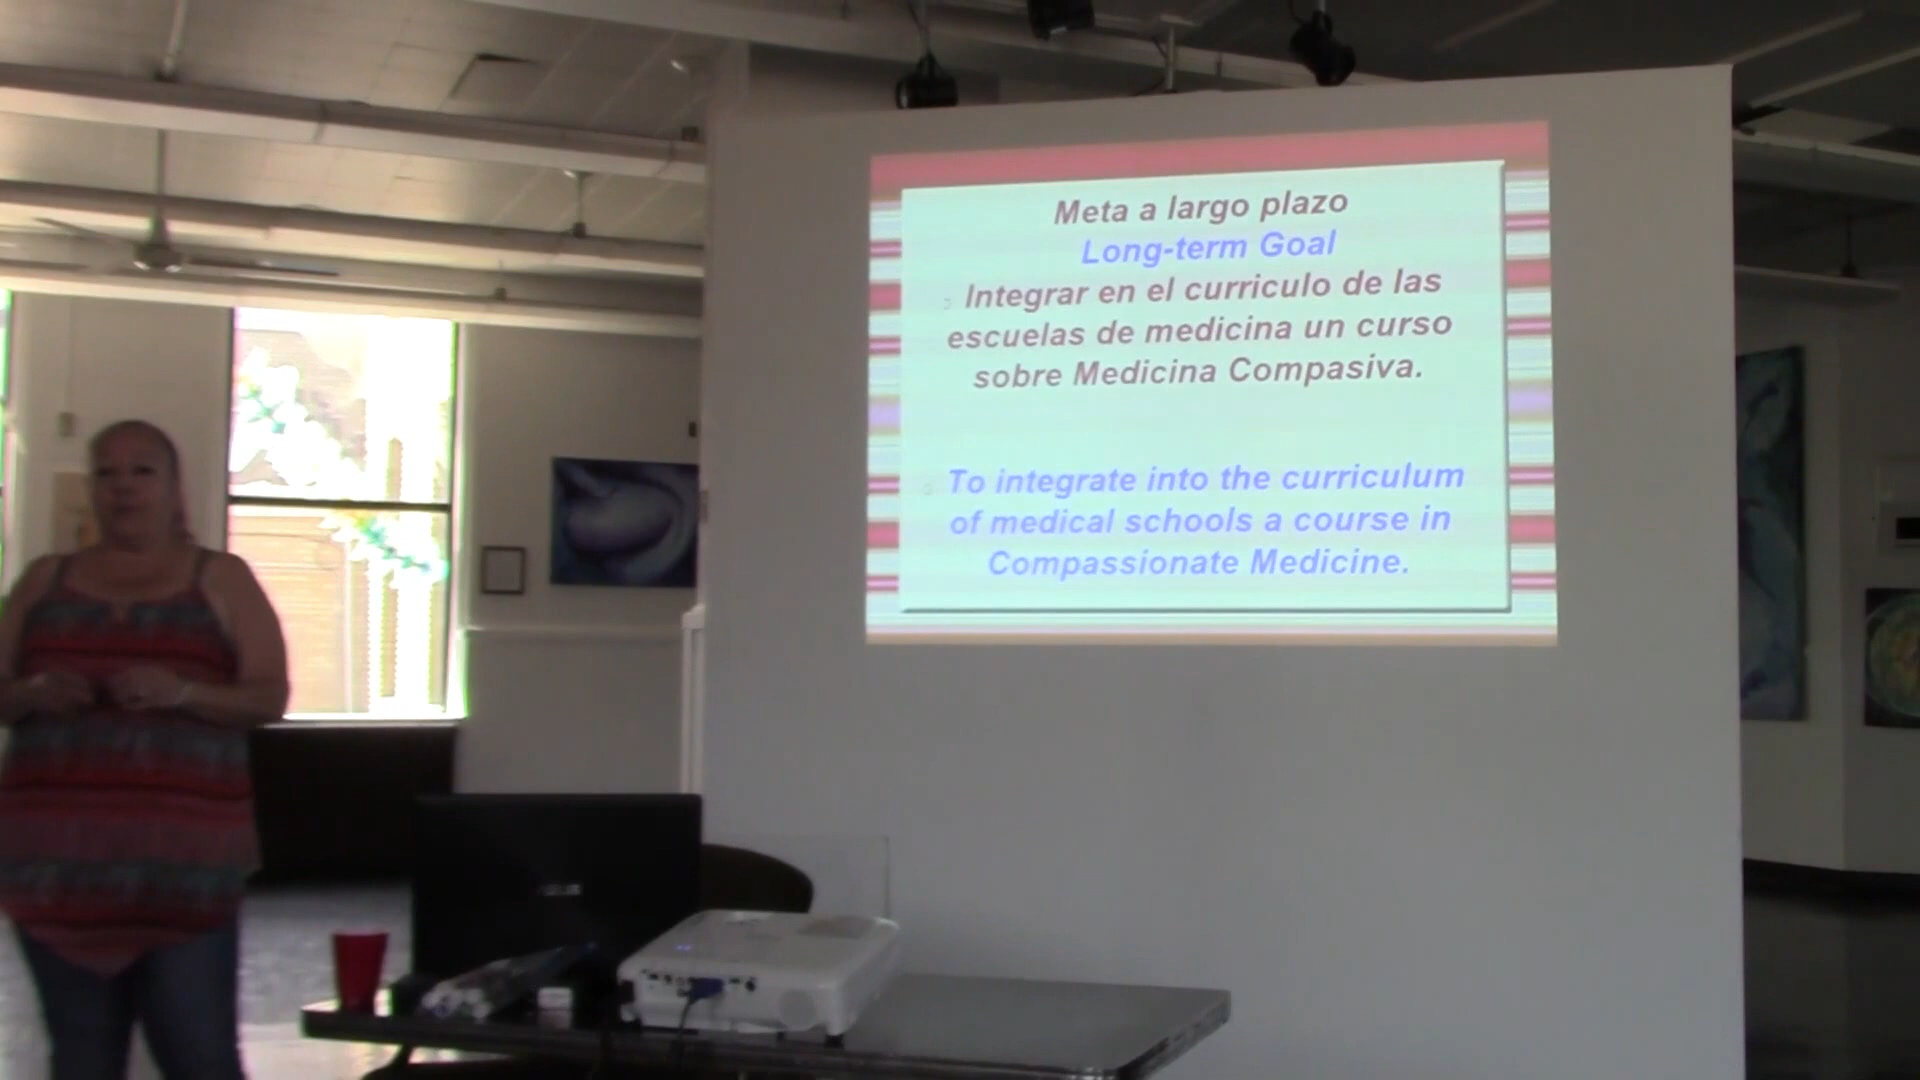 Meta a largo plazo
Long-term Goal
Integrar en el curriculo de las
escuelas de medicina un curso
sobre Medicina Compasiva.
To integrate into the curriculum
of medical schools a course in
Compassionate Medicine.
ASUS